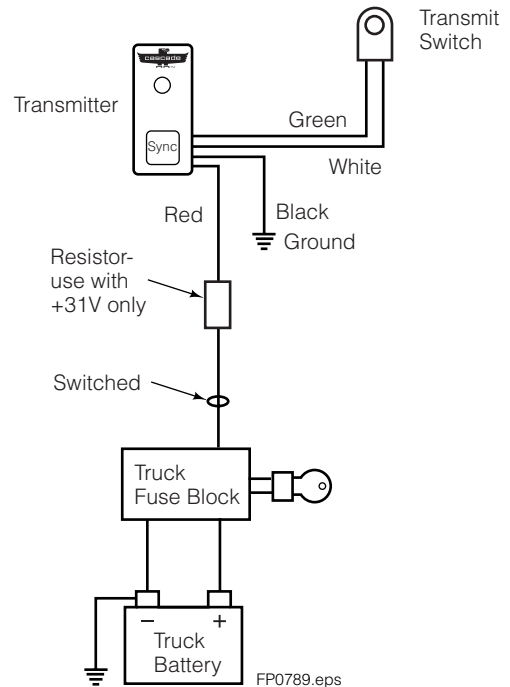 Transmit
Switch
cascade
Transmitter
Green
Sync
White
Red
Black
Ground
Resistor-
use with
+31V only
Switched
Truck
Fuse Block
– +
Truck
Battery
FP0789.eps